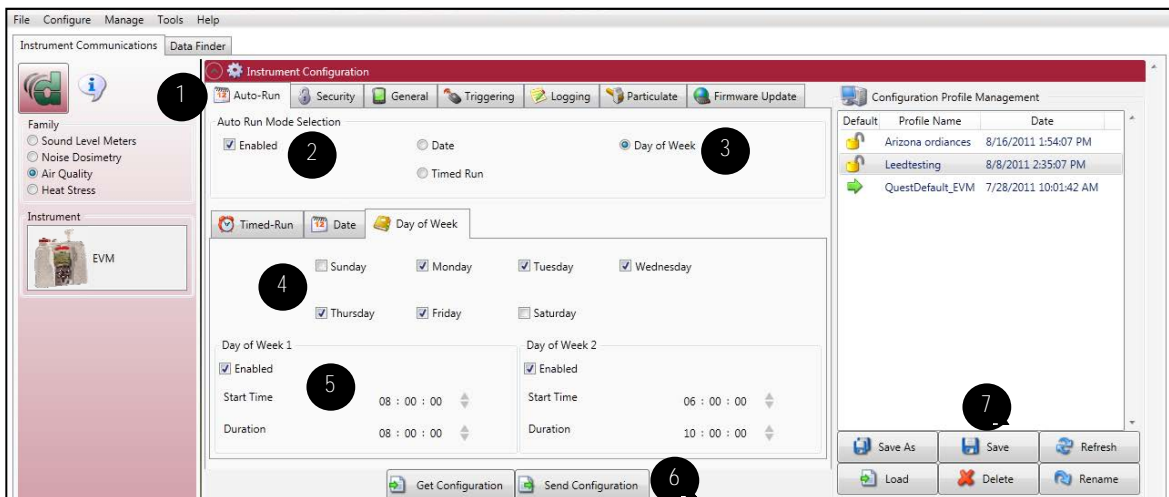 File Configure Manage Tools Help
Instrument Communications Data Finder
Instrument Configuration
1
Auto-Run Security General Triggering Logging Particulate Firmware Update
Configuration Profile Management
Family
Sound Level Meters
Noise Dosimetry
Air Quality
Heat Stress
Instrument
EVM
Auto Run Mode Selection
Enabled 2 Date Day of Week 3
Timed Run
Timed-Run 12 Date Day of Week
4
Sunday Monday Tuesday Wednesday
Thursday Friday Saturday
Day of Week 1 Day of Week 2
Enabled 5 Enabled
Start Time 08 : 00 : 00 Start Time 06 : 00 : 00
Duration 08 : 00 : 00 Duration 10 : 00 : 00
Get Configuration Send Configuration 6
Default Profile Name Date
Arizona ordiances 8/16/2011 1:54:07 PM
Leedtesting 8/8/2011 2:35:07 PM
QuestDefault_EVM 7/28/2011 10:01:42 AM
7
Save As Save Refresh
Load Delete Rename